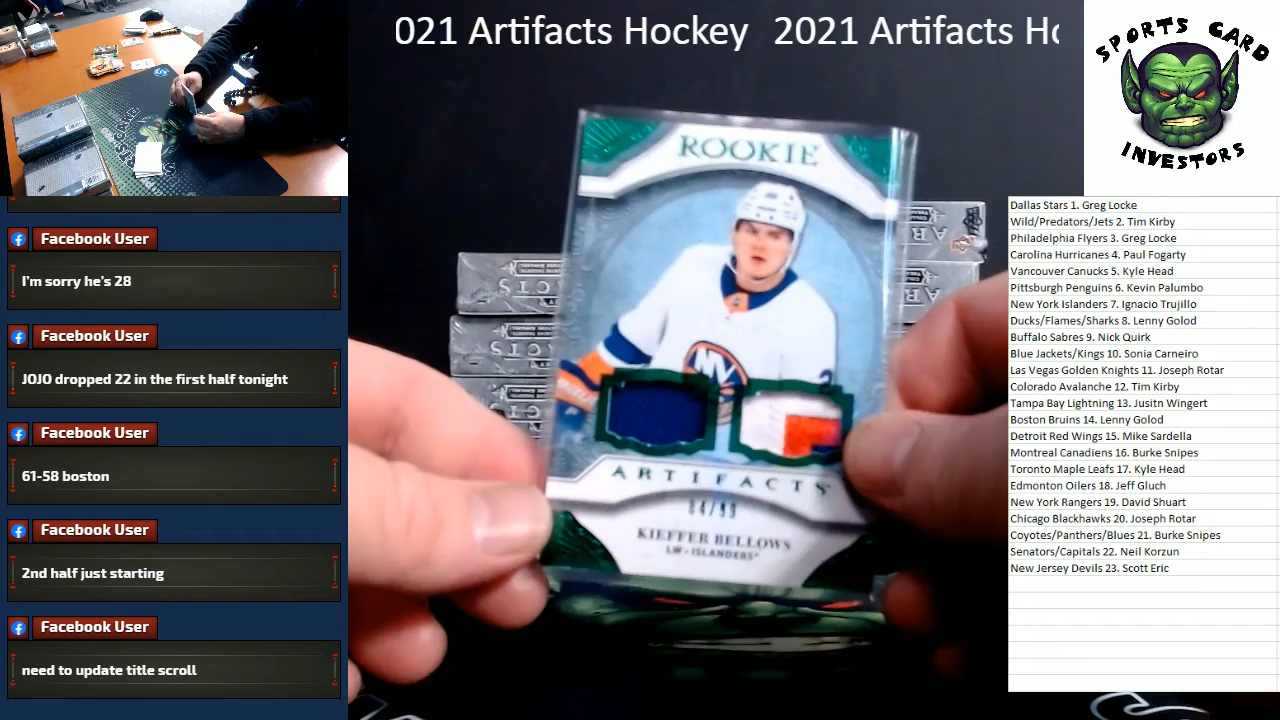 021 Artifacts Hockey 2021 Artifacts Ho
SPORTS CARD
INVESTORS
Facebook User
I'm sorry he's 28
Facebook User
JOJO dropped 22 in the first half tonight
Facebook User
61-58 boston
Facebook User
2nd half just starting
Facebook User
need to update title scroll
ROOKIE
NY
ARTIFACTS
84/99
KIEFFER BELLOWS
LW - ISLANDERS
Dallas Stars 1. Greg Locke
Wild/Predators/Jets 2. Tim Kirby
Philadelphia Flyers 3. Greg Locke
Carolina Hurricanes 4. Paul Fogarty
Vancouver Canucks 5. Kyle Head
Pittsburgh Penguins 6. Kevin Palumbo
New York Islanders 7. Ignacio Trujillo
Ducks/Flames/Sharks 8. Lenny Golod
Buffalo Sabres 9. Nick Quirk
Blue Jackets/Kings 10. Sonia Carneiro
Las Vegas Golden Knights 11. Joseph Rotar
Colorado Avalanche 12. Tim Kirby
Tampa Bay Lightning 13. Jusitn Wingert
Boston Bruins 14. Lenny Golod
Detroit Red Wings 15. Mike Sardella
Montreal Canadiens 16. Burke Snipes
Toronto Maple Leafs 17. Kyle Head
Edmonton Oilers 18. Jeff Gluch
New York Rangers 19. David Shuart
Chicago Blackhawks 20. Joseph Rotar
Coyotes/Panthers/Blues 21. Burke Snipes
Senators/Capitals 22. Neil Korzun
New Jersey Devils 23. Scott Eric